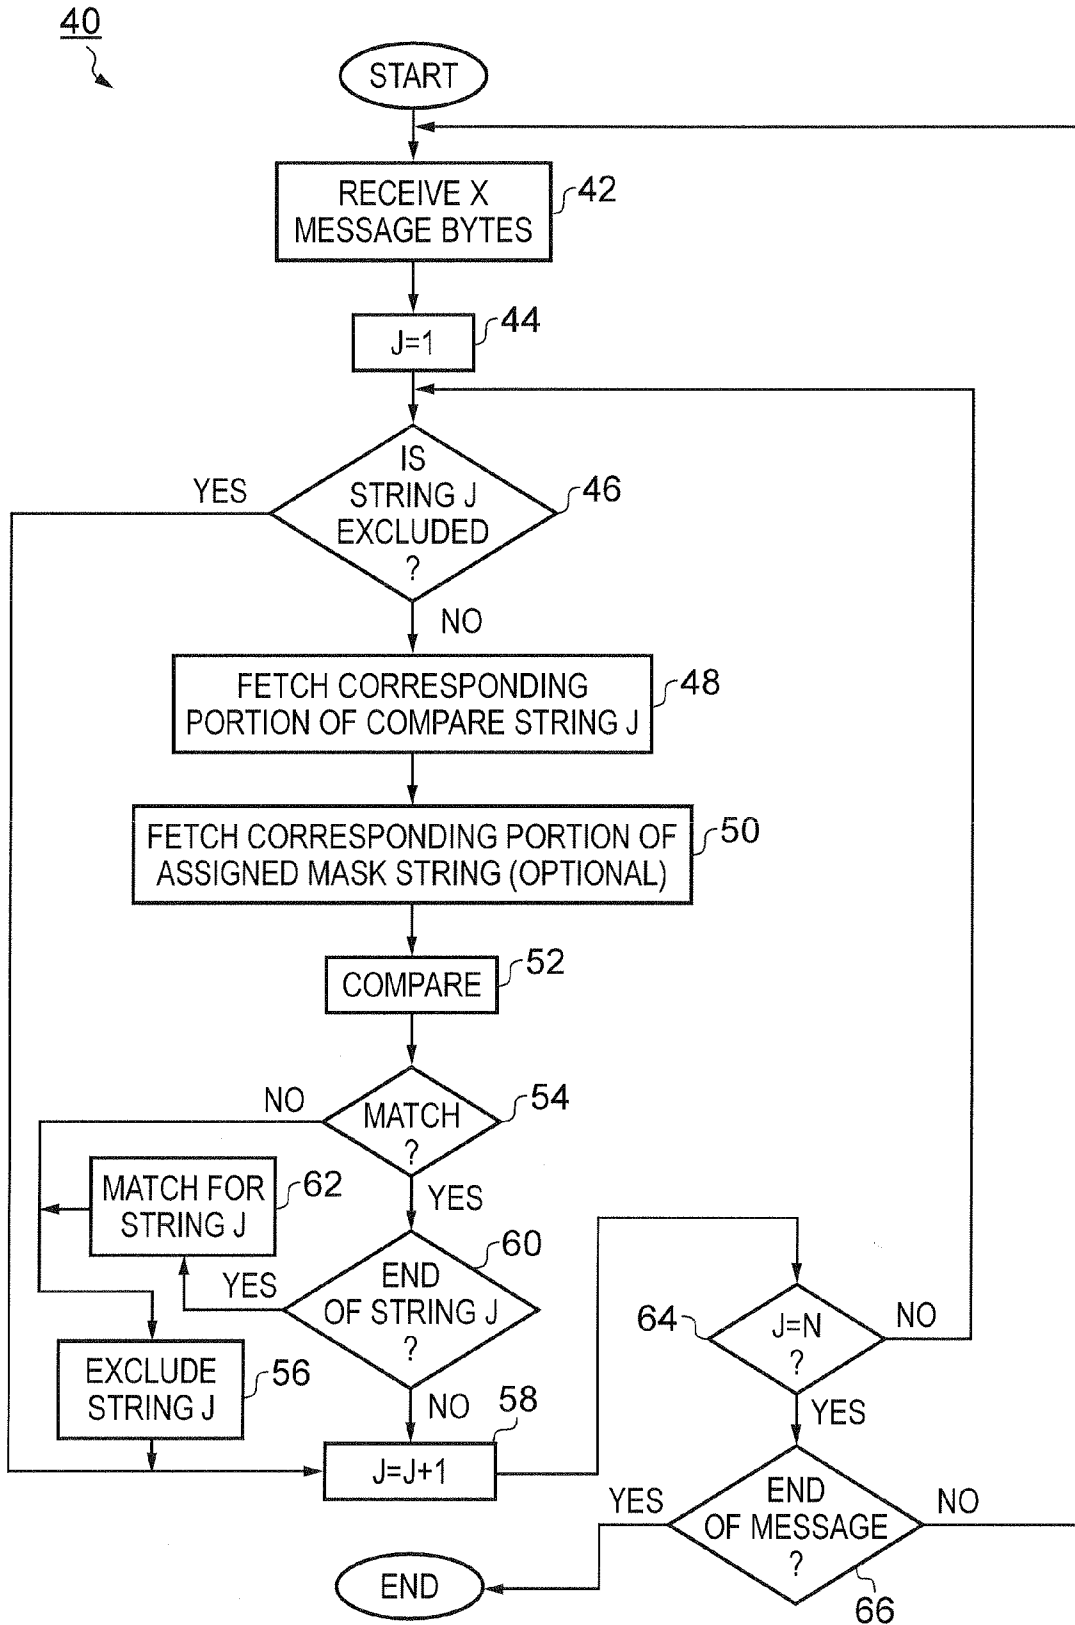 40
START
RECEIVE X
MESSAGE BYTES
42
J=1
44
IS
STRING J
EXCLUDED
?
46
YES
NO
FETCH CORRESPONDING
PORTION OF COMPARE STRING J
48
FETCH CORRESPONDING PORTION OF
ASSIGNED MASK STRING (OPTIONAL)
50
COMPARE
52
MATCH
?
54
NO
YES
MATCH FOR
STRING J
62
END
OF STRING J
?
60
YES
NO
EXCLUDE
STRING J
56
J=J+1
58
J=N
?
64
NO
YES
END
OF MESSAGE
?
66
YES
NO
END